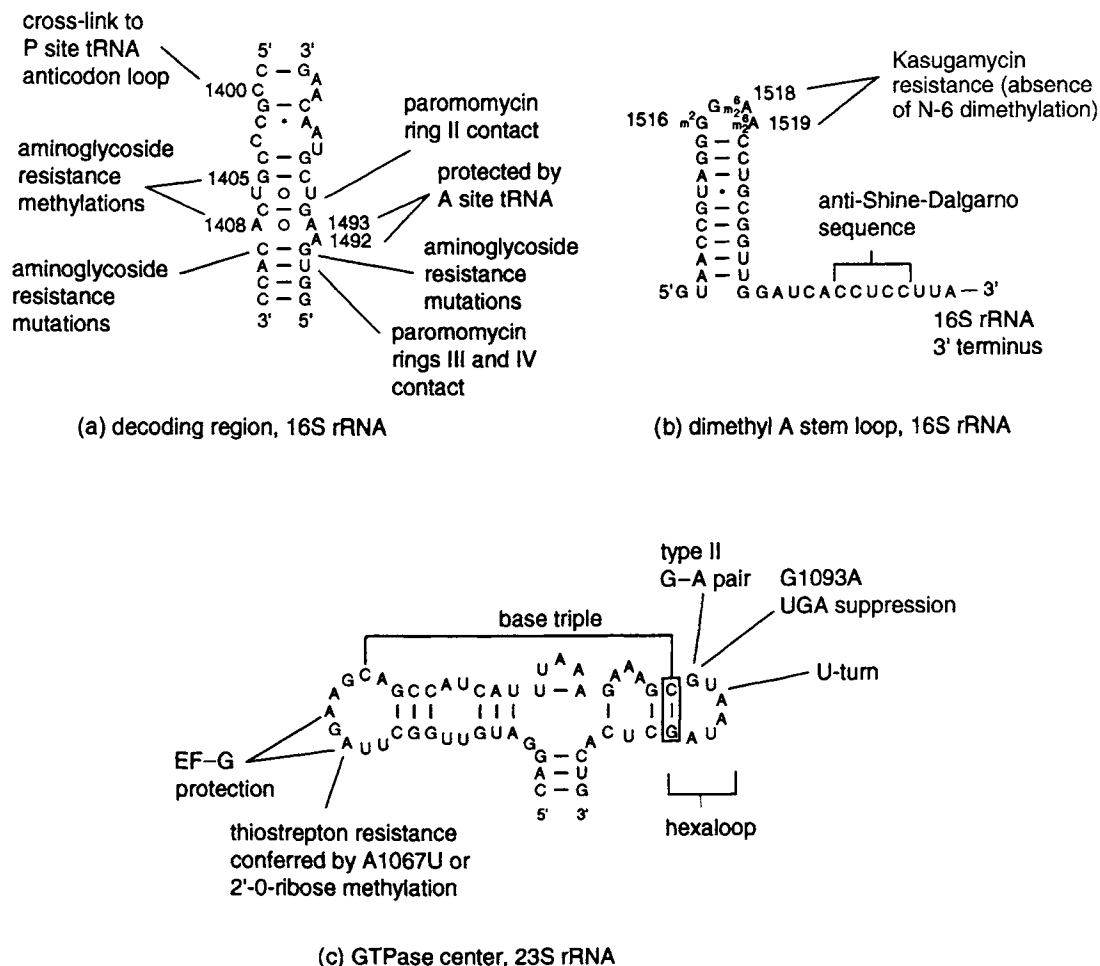 cross-link to
P site tRNA
anticodon loop
5' 3'
C – G
C A
1400 C A
G – C
C • A
C A
C U
C – G
1405 G – C
U ○ U
C ○ G
1408 A ○ A 1493
A 1492
C – G
A – U
C – G
C – G
3' 5'
aminoglycoside
resistance
methylations
aminoglycoside
resistance
mutations
paromomycin
ring II contact
protected by
A site tRNA
aminoglycoside
resistance
mutations
paromomycin
rings III and IV
contact
(a) decoding region, 16S rRNA
Kasugamycin
resistance (absence
of N-6 dimethylation)
1516 m²G G m⁶₂A 1518
m⁶₂A 1519
C
G – C
G – U
A
U • G
G – C
C – G
C – G
A – U
A – U
5'G U G GAUCACCUCCUUA – 3'
anti-Shine-Dalgarno
sequence
16S rRNA
3' terminus
(b) dimethyl A stem loop, 16S rRNA
type II
G–A pair
G1093A
UGA suppression
base triple
U-turn
A G C A G C C A U C A U U A A A G A A A G C G U
U – A
A A U A
A G A U U C G G U U G U A G G A C U C G
G – C
A – U
C – G
5' 3'
EF–G
protection
thiostrepton resistance
conferred by A1067U or
2'-0-ribose methylation
hexaloop
(c) GTPase center, 23S rRNA